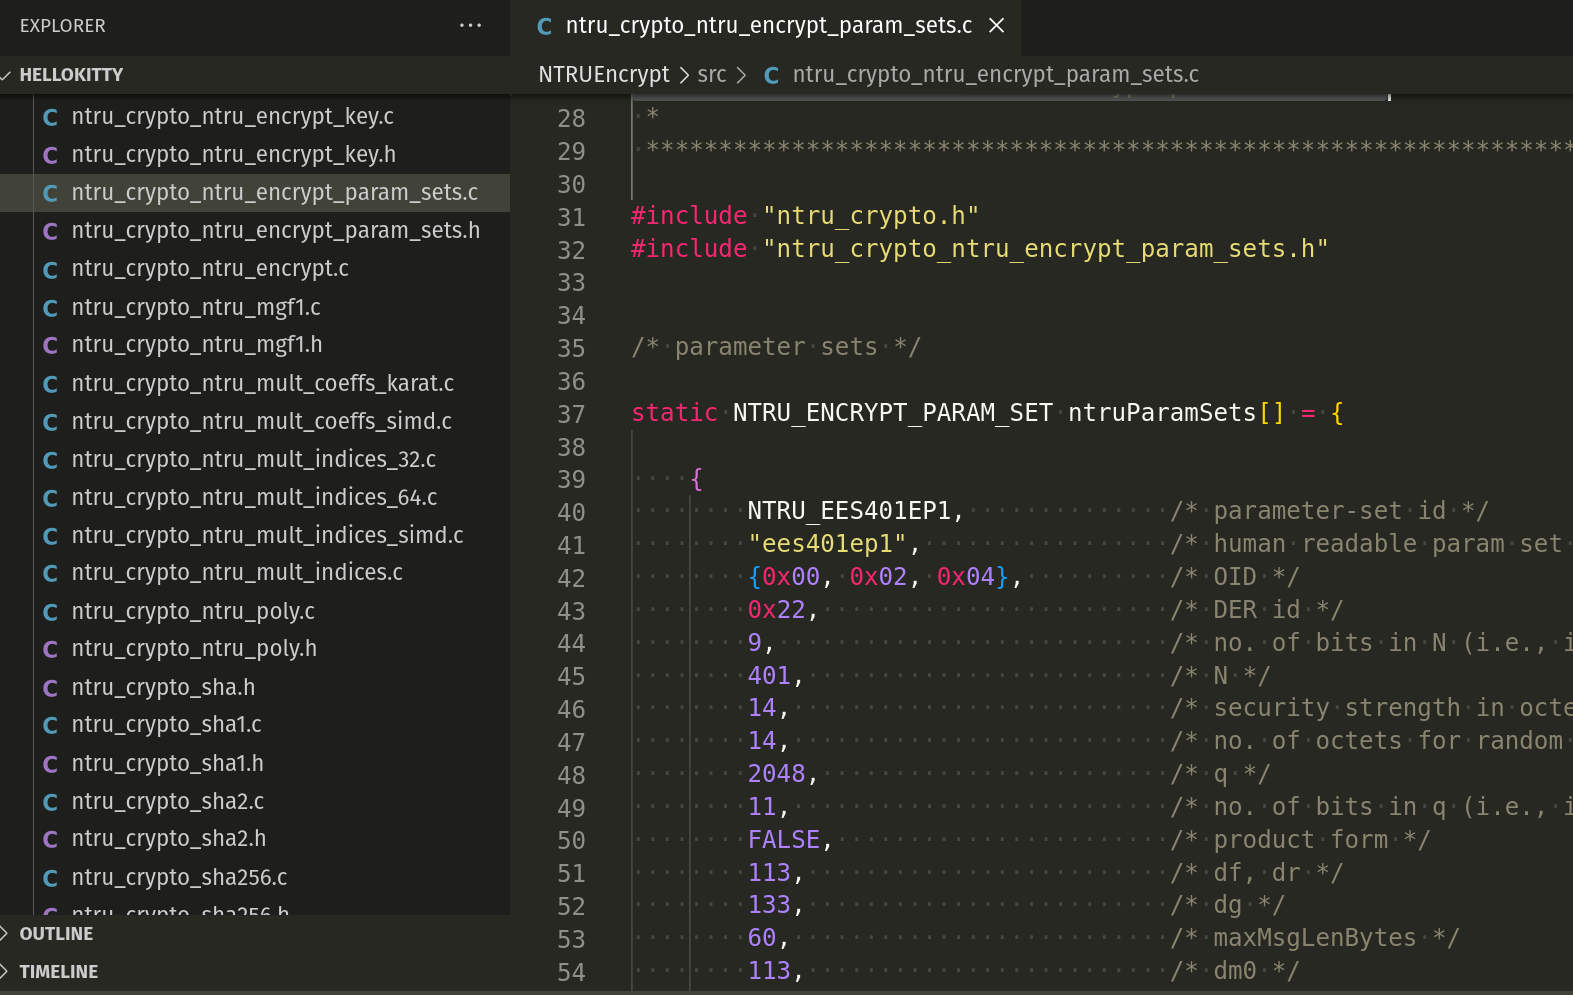 EXPLORER
HELLOKITTY
ntru_crypto_ntru_encrypt_key.c
ntru_crypto_ntru_encrypt_key.h
ntru_crypto_ntru_encrypt_param_sets.c
ntru_crypto_ntru_encrypt_param_sets.h
ntru_crypto_ntru_encrypt.c
ntru_crypto_ntru_mgf1.c
ntru_crypto_ntru_mgf1.h
ntru_crypto_ntru_mult_coeffs_karat.c
ntru_crypto_ntru_mult_coeffs_simd.c
ntru_crypto_ntru_mult_indices_32.c
ntru_crypto_ntru_mult_indices_64.c
ntru_crypto_ntru_mult_indices_simd.c
ntru_crypto_ntru_mult_indices.c
ntru_crypto_ntru_poly.c
ntru_crypto_ntru_poly.h
ntru_crypto_sha.h
ntru_crypto_sha1.c
ntru_crypto_sha1.h
ntru_crypto_sha2.c
ntru_crypto_sha2.h
ntru_crypto_sha256.c
ntru_crypto_sha256.h
OUTLINE
TIMELINE
C ntru_crypto_ntru_encrypt_param_sets.c
NTRUEncrypt > src > C ntru_crypto_ntru_encrypt_param_sets.c
28 *
29 ****************************************************************
30
31 #include "ntru_crypto.h"
32 #include "ntru_crypto_ntru_encrypt_param_sets.h"
33
34
35 /* parameter sets */
36
37 static NTRU_ENCRYPT_PARAM_SET ntruParamSets[] = {
38
39 {
40 NTRU_EES401EP1, /* parameter-set id */
41 "ees401ep1", /* human readable param set
42 {0x00, 0x02, 0x04}, /* OID */
43 0x22, /* DER id */
44 9, /* no. of bits in N (i.e., i
45 401, /* N */
46 14, /* security strength in octe
47 14, /* no. of octets for random
48 2048, /* q */
49 11, /* no. of bits in q (i.e., i
50 FALSE, /* product form */
51 113, /* df, dr */
52 133, /* dg */
53 60, /* maxMsgLenBytes */
54 113, /* dm0 */